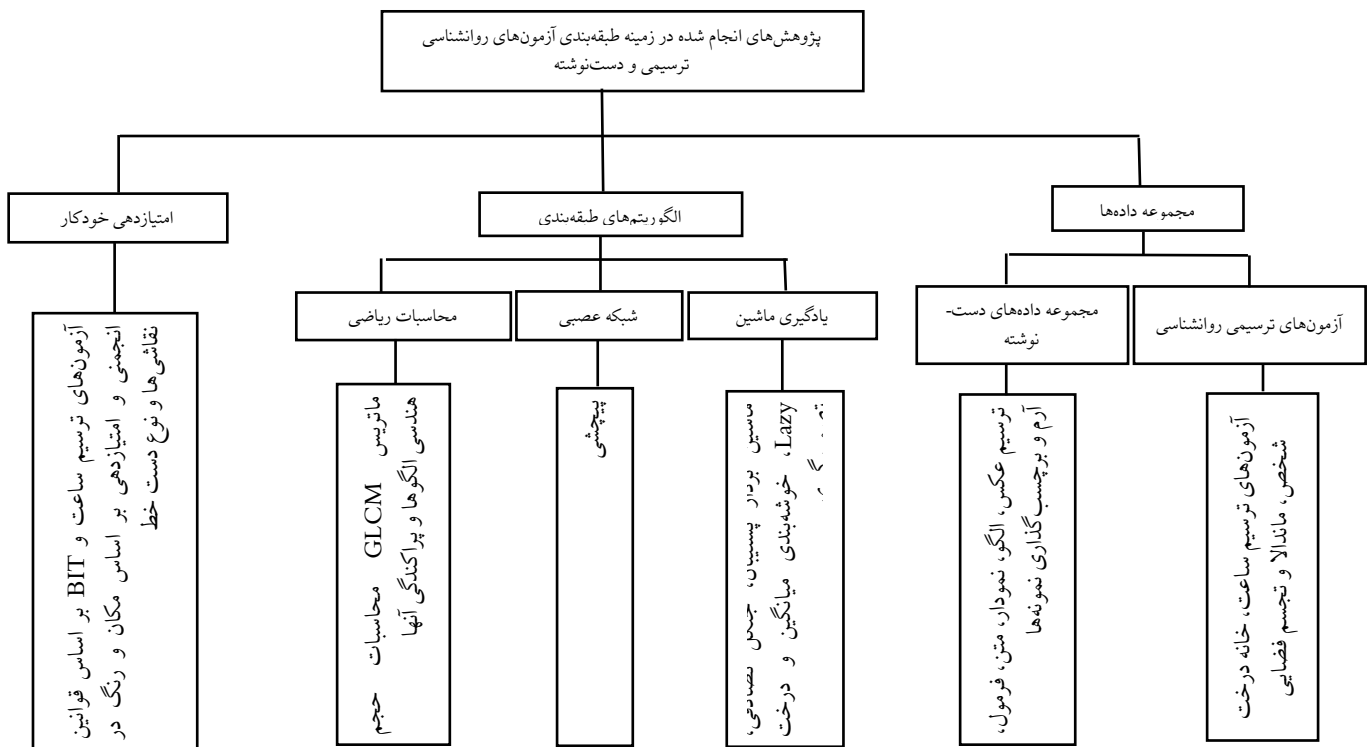 پژوهش‌های انجام شده در زمینه طبقه‌بندی آزمون‌های روانشناسی
ترسیمی و دست‌نوشته
مجموعه داده‌ها
الگوریتم‌های طبقه‌بندی
امتیازدهی خودکار
آزمون‌های ترسیمی روانشناسی
مجموعه داده‌های دست-
نوشته
یادگیری ماشین
شبکه عصبی
محاسبات ریاضی
آزمون‌های ترسیم ساعت، خانه درخت
شخص، ماندالا و تجسم فضایی
ترسیم عکس، الگو، نمودار، متن، فرمول،
آرم و برچسب‌گذاری نمونه‌ها
ماشین بردار پشتیبان، جنگل تصادفی،
Lazy، خوشه‌بندی میانگین و درخت
پیچشی
ماتریس GLCM محاسبات حجم
هندسی الگوها و پراکندگی آنها
آزمون‌های ترسیم ساعت و BIT بر اساس قوانین
انجمنی و امتیازدهی بر اساس مکان و رنگ در
نقاشی‌ها و نوع دست خط